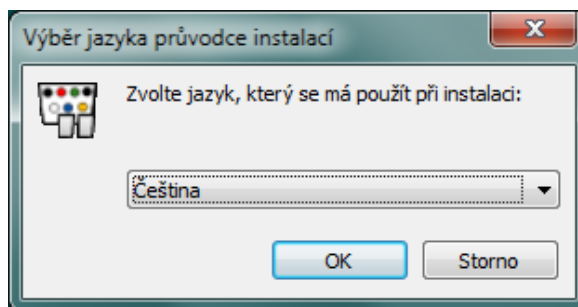 Výběr jazyka průvodce instalací
Zvolte jazyk, který se má použít při instalaci:
Čeština
OK
Storno